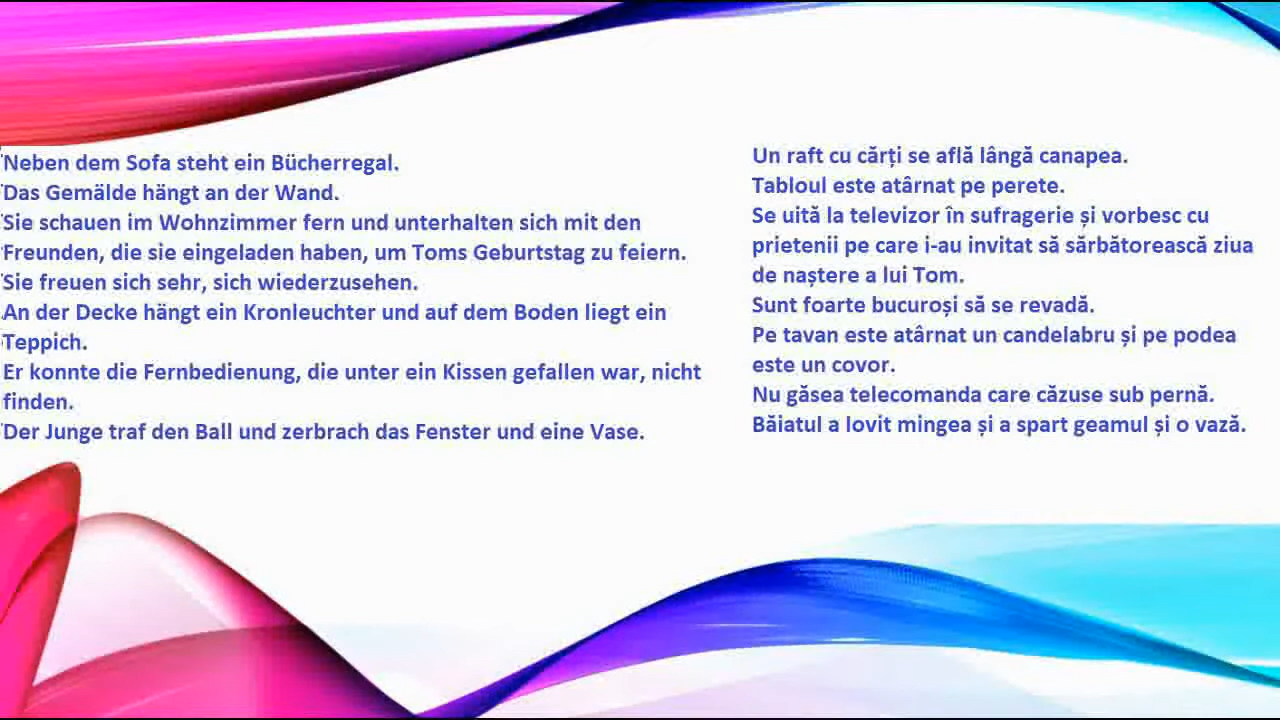 Neben dem Sofa steht ein Bücherregal.
Das Gemälde hängt an der Wand.
Sie schauen im Wohnzimmer fern und unterhalten sich mit den
Freunden, die sie eingeladen haben, um Toms Geburtstag zu feiern.
Sie freuen sich sehr, sich wiederzusehen.
An der Decke hängt ein Kronleuchter und auf dem Boden liegt ein
Teppich.
Er konnte die Fernbedienung, die unter ein Kissen gefallen war, nicht
finden.
Der Junge traf den Ball und zerbrach das Fenster und eine Vase.
Un raft cu cărți se află lângă canapea.
Tabloul este atârnat pe perete.
Se uită la televizor în sufragerie și vorbesc cu
prietenii pe care i-au invitat să sărbătorească ziua
de naștere a lui Tom.
Sunt foarte bucuroși să se revadă.
Pe tavan este atârnat un candelabru și pe podea
este un covor.
Nu găsea telecomanda care căzuse sub pernă.
Băiatul a lovit mingea și a spart geamul și o vază.